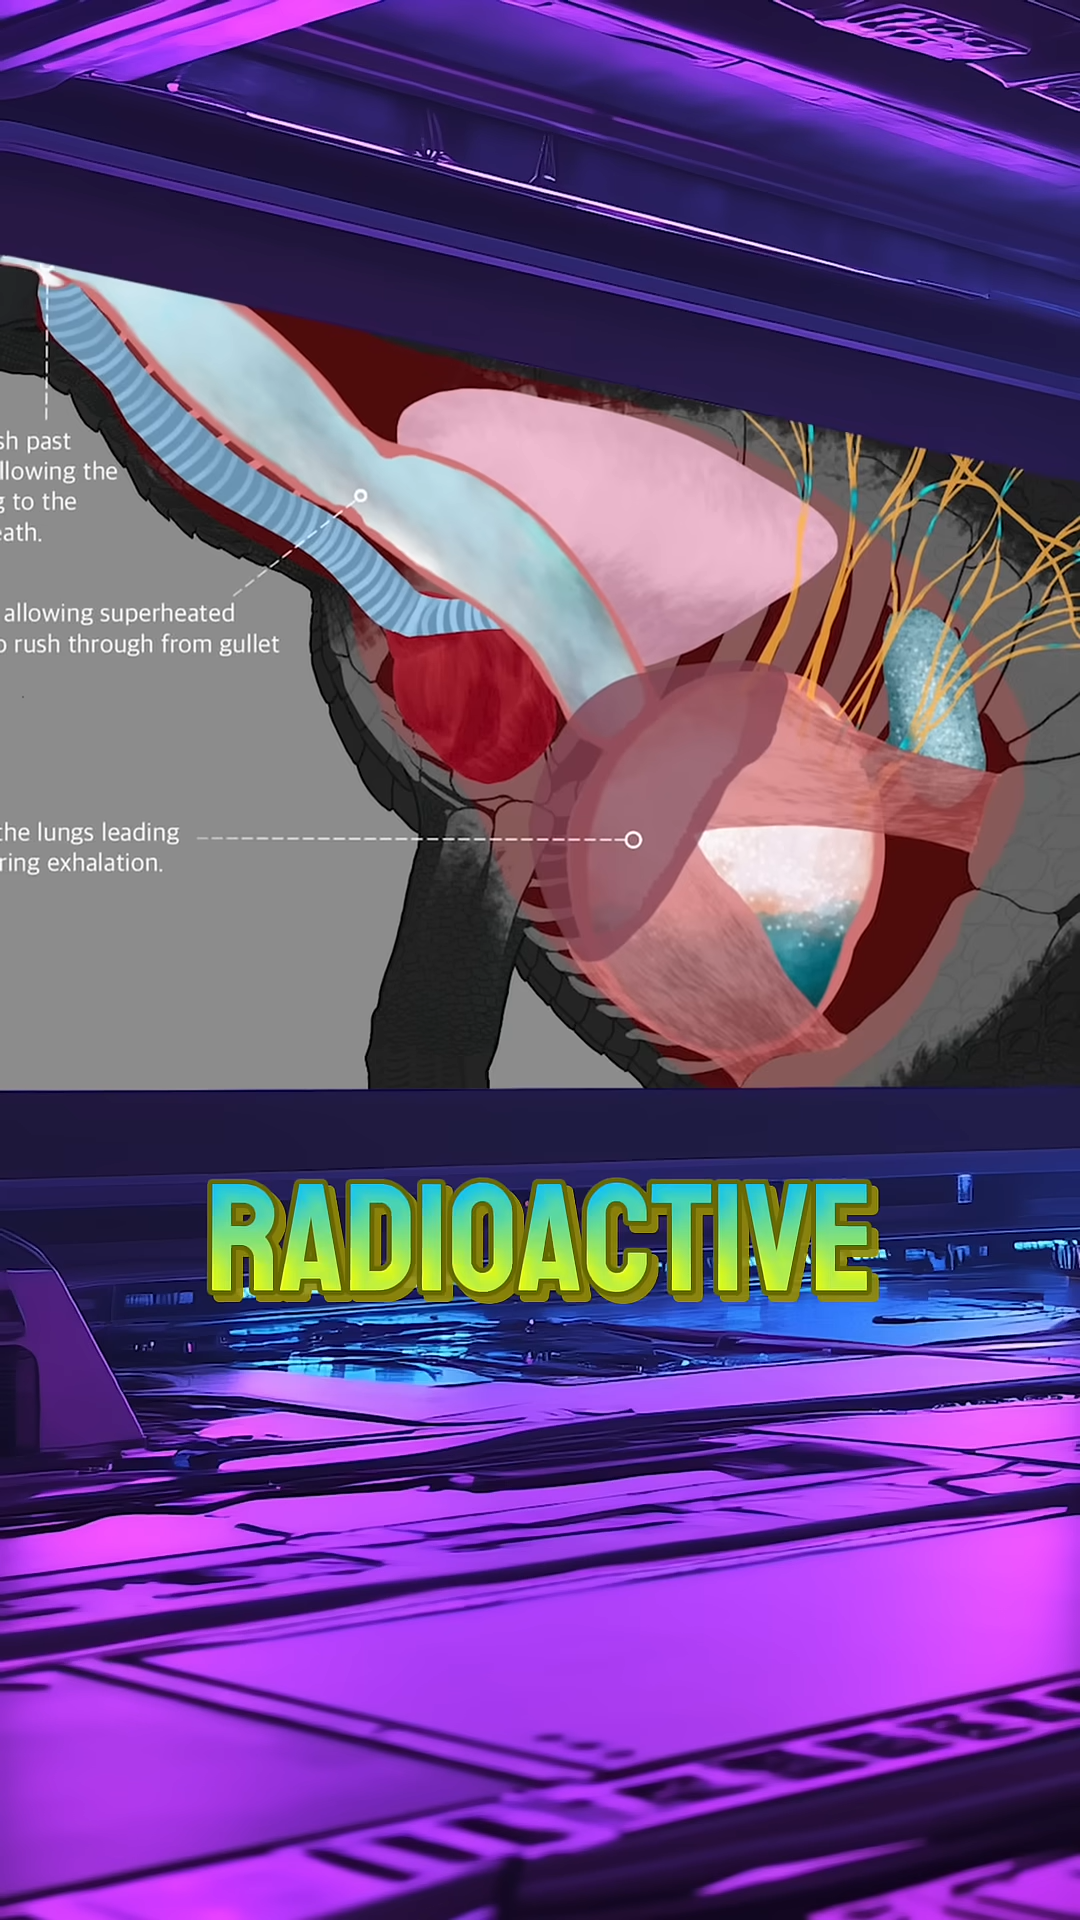 sh past
llowing the
g to the
eath.
allowing superheated
o rush through from gullet
the lungs leading
ring exhalation.
RADIOACTIVE